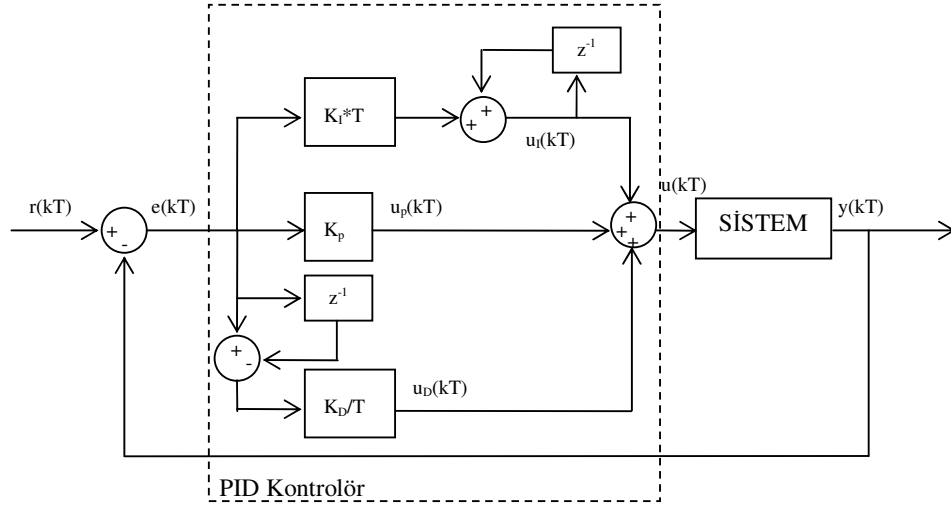 z⁻¹
K_I*T
+
+
u_I(kT)
r(kT)
e(kT)
u_p(kT)
u(kT)
y(kT)
+
-
K_p
+
+
+
SİSTEM
z⁻¹
+
-
K_D/T
u_D(kT)
PID Kontrolör